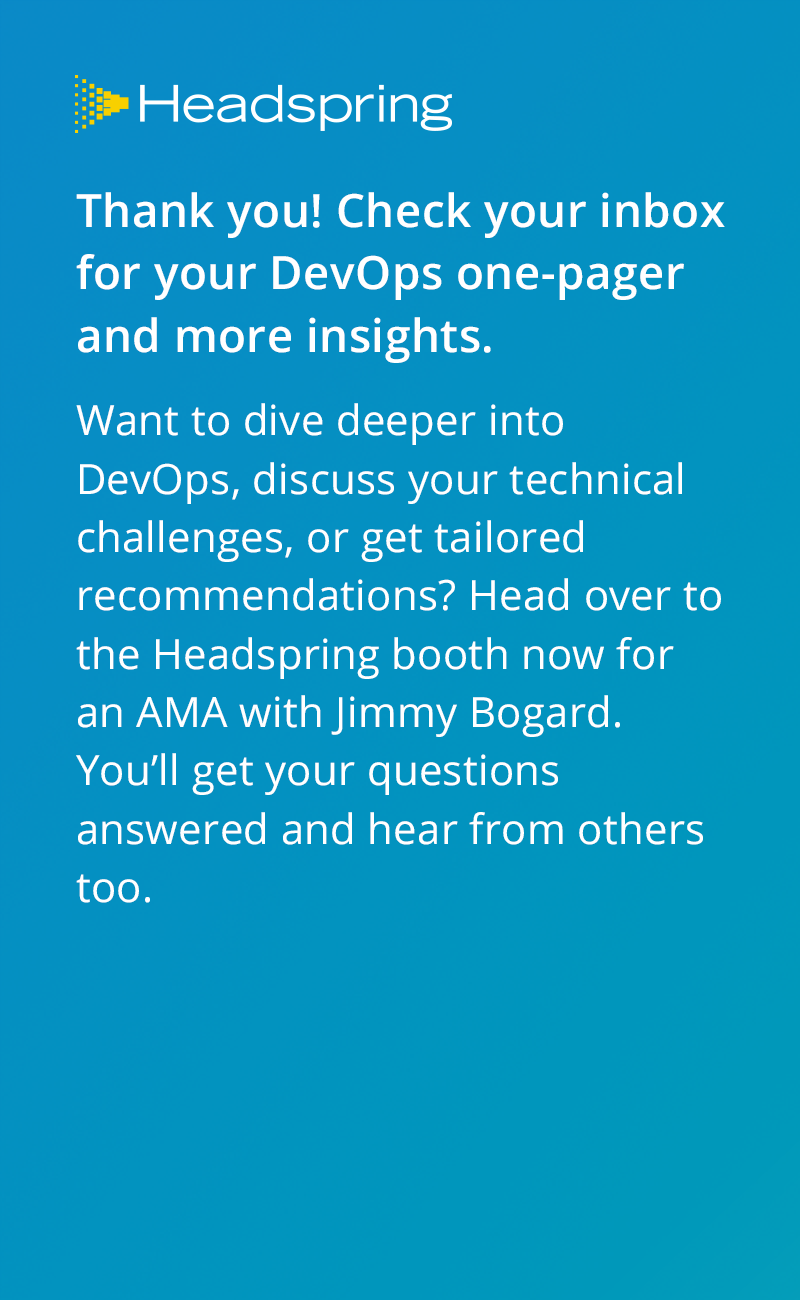 Headspring
Thank you! Check your inbox
for your DevOps one-pager
and more insights.
Want to dive deeper into
DevOps, discuss your technical
challenges, or get tailored
recommendations? Head over to
the Headspring booth now for
an AMA with Jimmy Bogard.
You’ll get your questions
answered and hear from others
too.